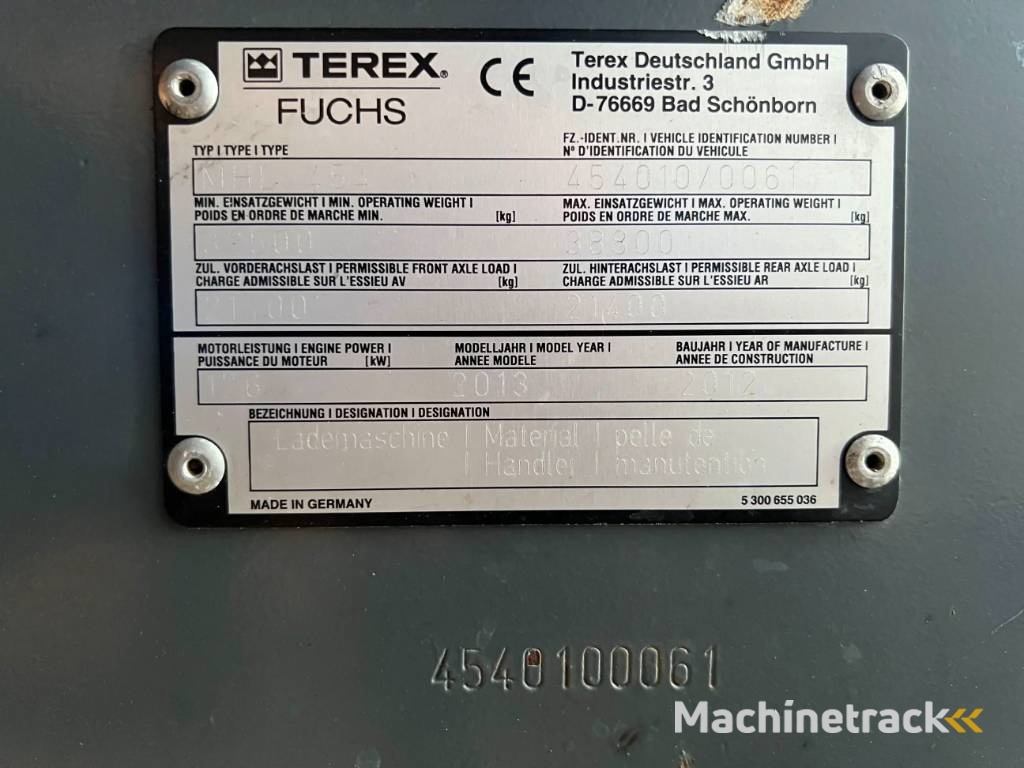 TEREX®
FUCHS
CE
Terex Deutschland GmbH
Industriestr. 3
D-76669 Bad Schönborn
TYP I TYPE I TYPE
FZ.-IDENT.NR. I VEHICLE IDENTIFICATION NUMBER I
N° D'IDENTIFICATION DU VEHICULE
MHL 454
454010/0061
MIN. EINSATZGEWICHT I MIN. OPERATING WEIGHT I
POIDS EN ORDRE DE MARCHE MIN. [kg]
MAX. EINSATZGEWICHT I MAX. OPERATING WEIGHT I
POIDS EN ORDRE DE MARCHE MAX. [kg]
38300
ZUL. VORDERACHSLAST I PERMISSIBLE FRONT AXLE LOAD I
CHARGE ADMISSIBLE SUR L'ESSIEU AV [kg]
ZUL. HINTERACHSLAST I PERMISSIBLE REAR AXLE LOAD I
CHARGE ADMISSIBLE SUR L'ESSIEU AR [kg]
21400
MOTORLEISTUNG I ENGINE POWER I
PUISSANCE DU MOTEUR [kW]
MODELLJAHR I MODEL YEAR I
ANNEE MODELE
BAUJAHR I YEAR OF MANUFACTURE I
ANNEE DE CONSTRUCTION
2013
2012
BEZEICHNUNG I DESIGNATION I DESIGNATION
Lademaschine | Material | pelle de
| Handler | manutention
MADE IN GERMANY
5 300 655 036
4540100061
Machinetrack